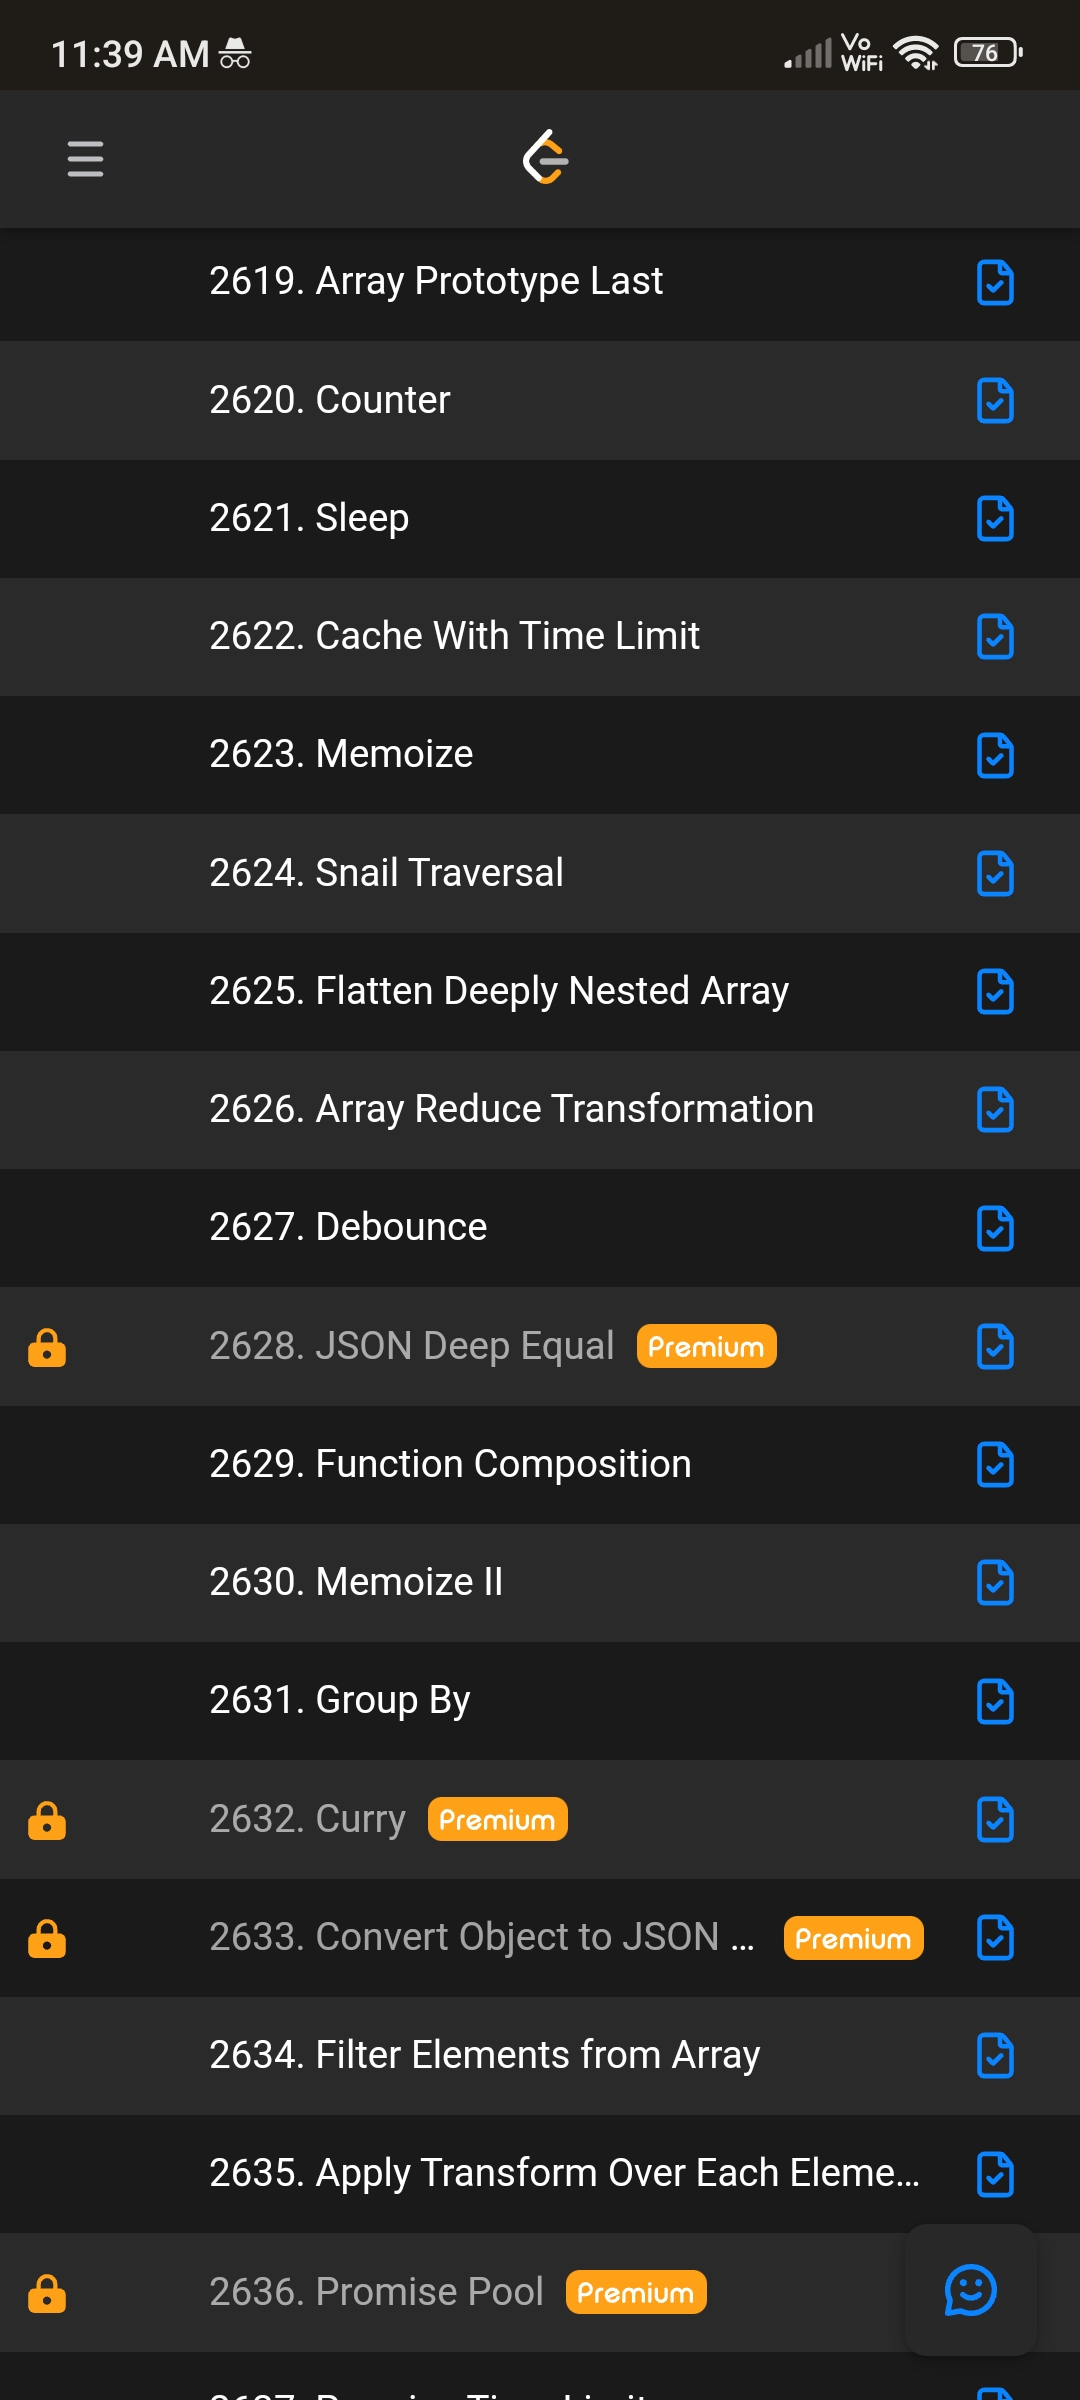 11:39 AM Vo WiFi 76
2619. Array Prototype Last
2620. Counter
2621. Sleep
2622. Cache With Time Limit
2623. Memoize
2624. Snail Traversal
2625. Flatten Deeply Nested Array
2626. Array Reduce Transformation
2627. Debounce
2628. JSON Deep Equal Premium
2629. Function Composition
2630. Memoize II
2631. Group By
2632. Curry Premium
2633. Convert Object to JSON ... Premium
2634. Filter Elements from Array
2635. Apply Transform Over Each Eleme...
2636. Promise Pool Premium